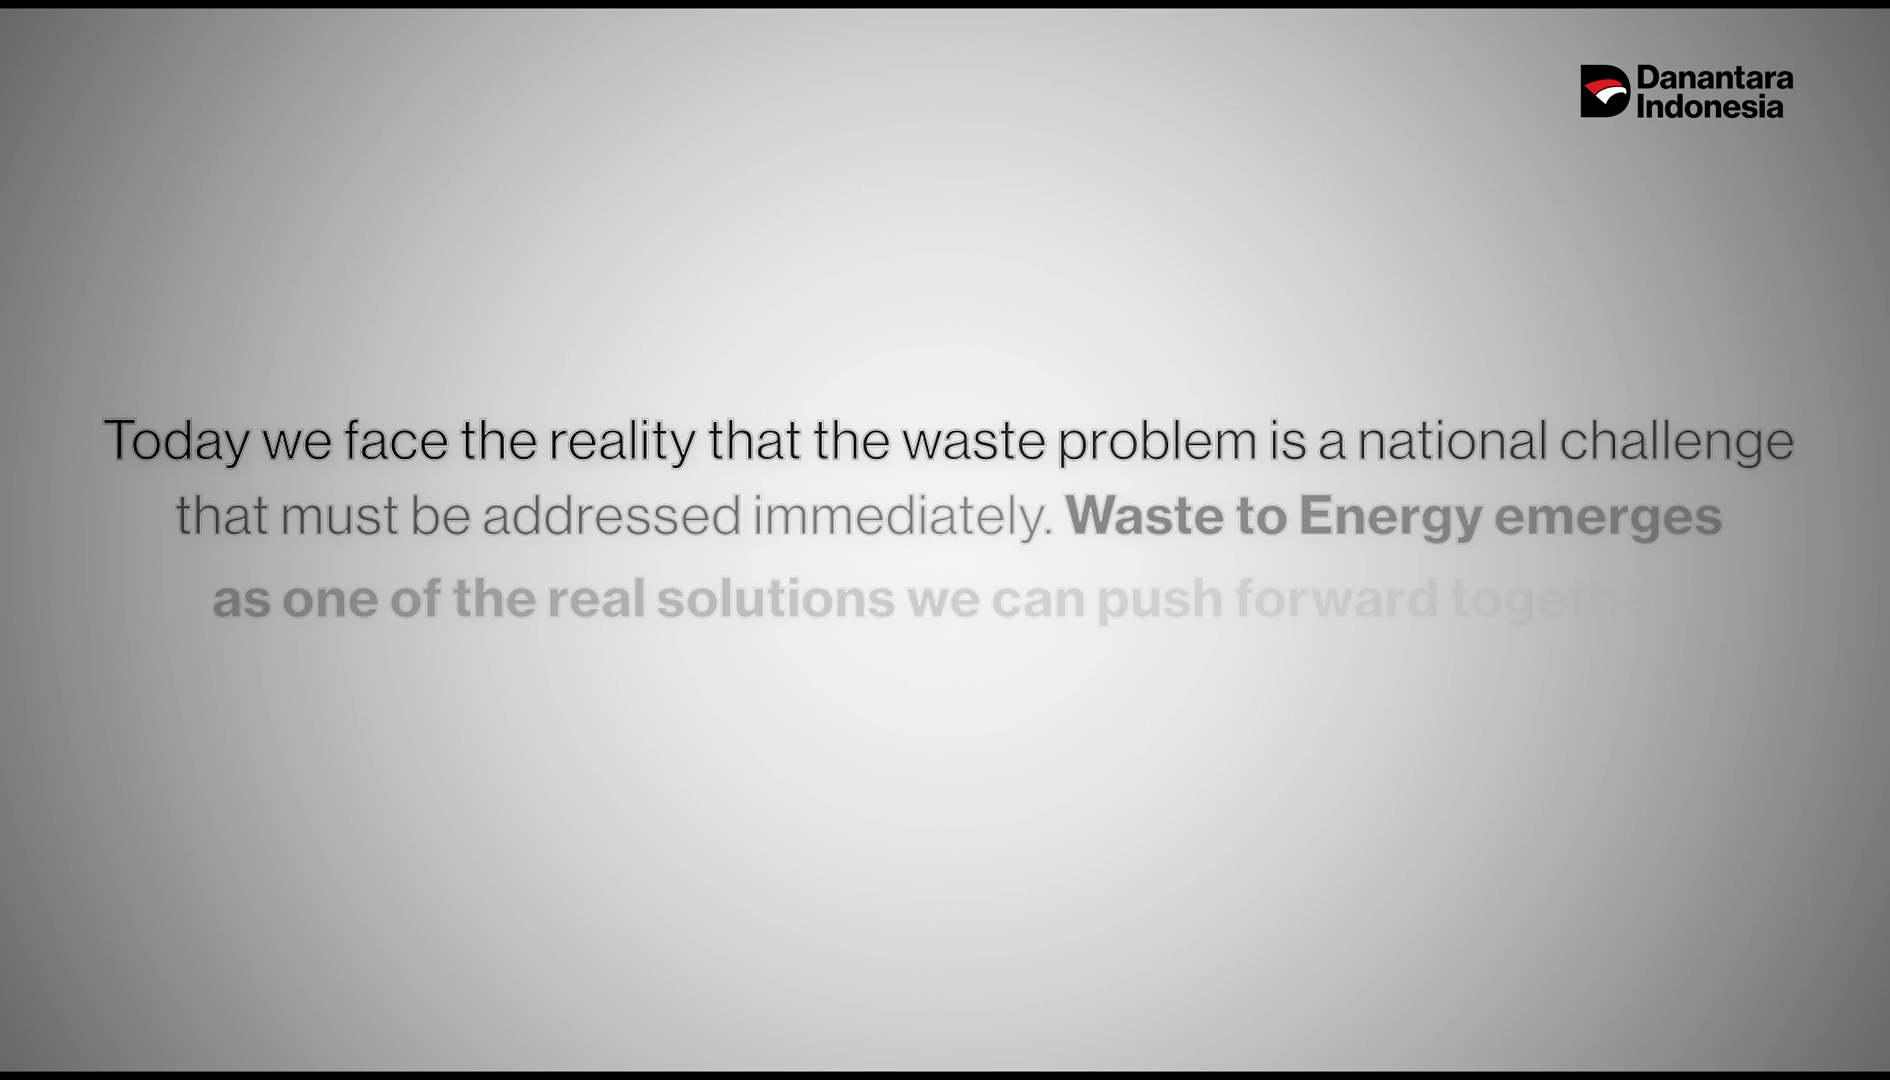 Danantara
Indonesia
Today we face the reality that the waste problem is a national challenge
that must be addressed immediately. Waste to Energy emerges
as one of the real solutions we can push forward